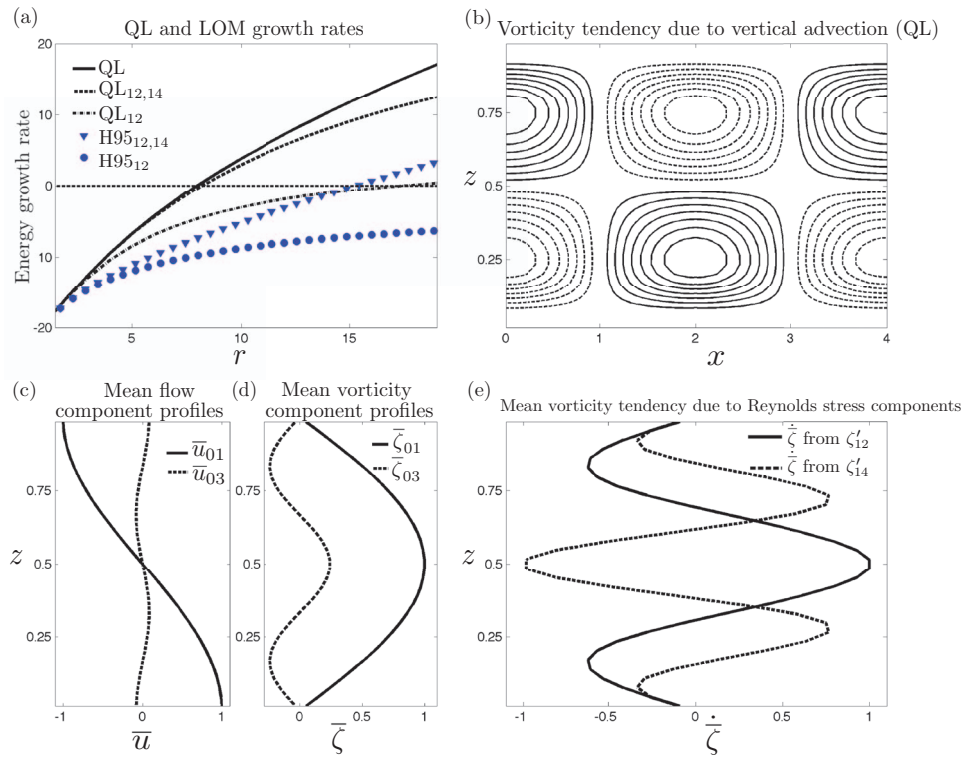 (a)
QL and LOM growth rates
20
10
0
10
-20
5
10
15
r
Energy growth rate
QL
QL12,14
QL12
H9512,14
H9512
(b)
Vorticity tendency due to vertical advection (QL)
0.75
0.5
0.25
z
0
1
2
3
4
x
(c)
Mean flow
component profiles
u̅01
u̅03
0.75
0.5
0.25
z
-1
0
1
u̅
(d)
Mean vorticity
component profiles
ζ̅01
ζ̅03
0
0.5
1
ζ̅
(e)
Mean vorticity tendency due to Reynolds stress components
ζ̅̇ from ζ′12
ζ̅̇ from ζ′14
0.75
0.5
0.25
-1
-0.5
0
0.5
1
ζ̅̇